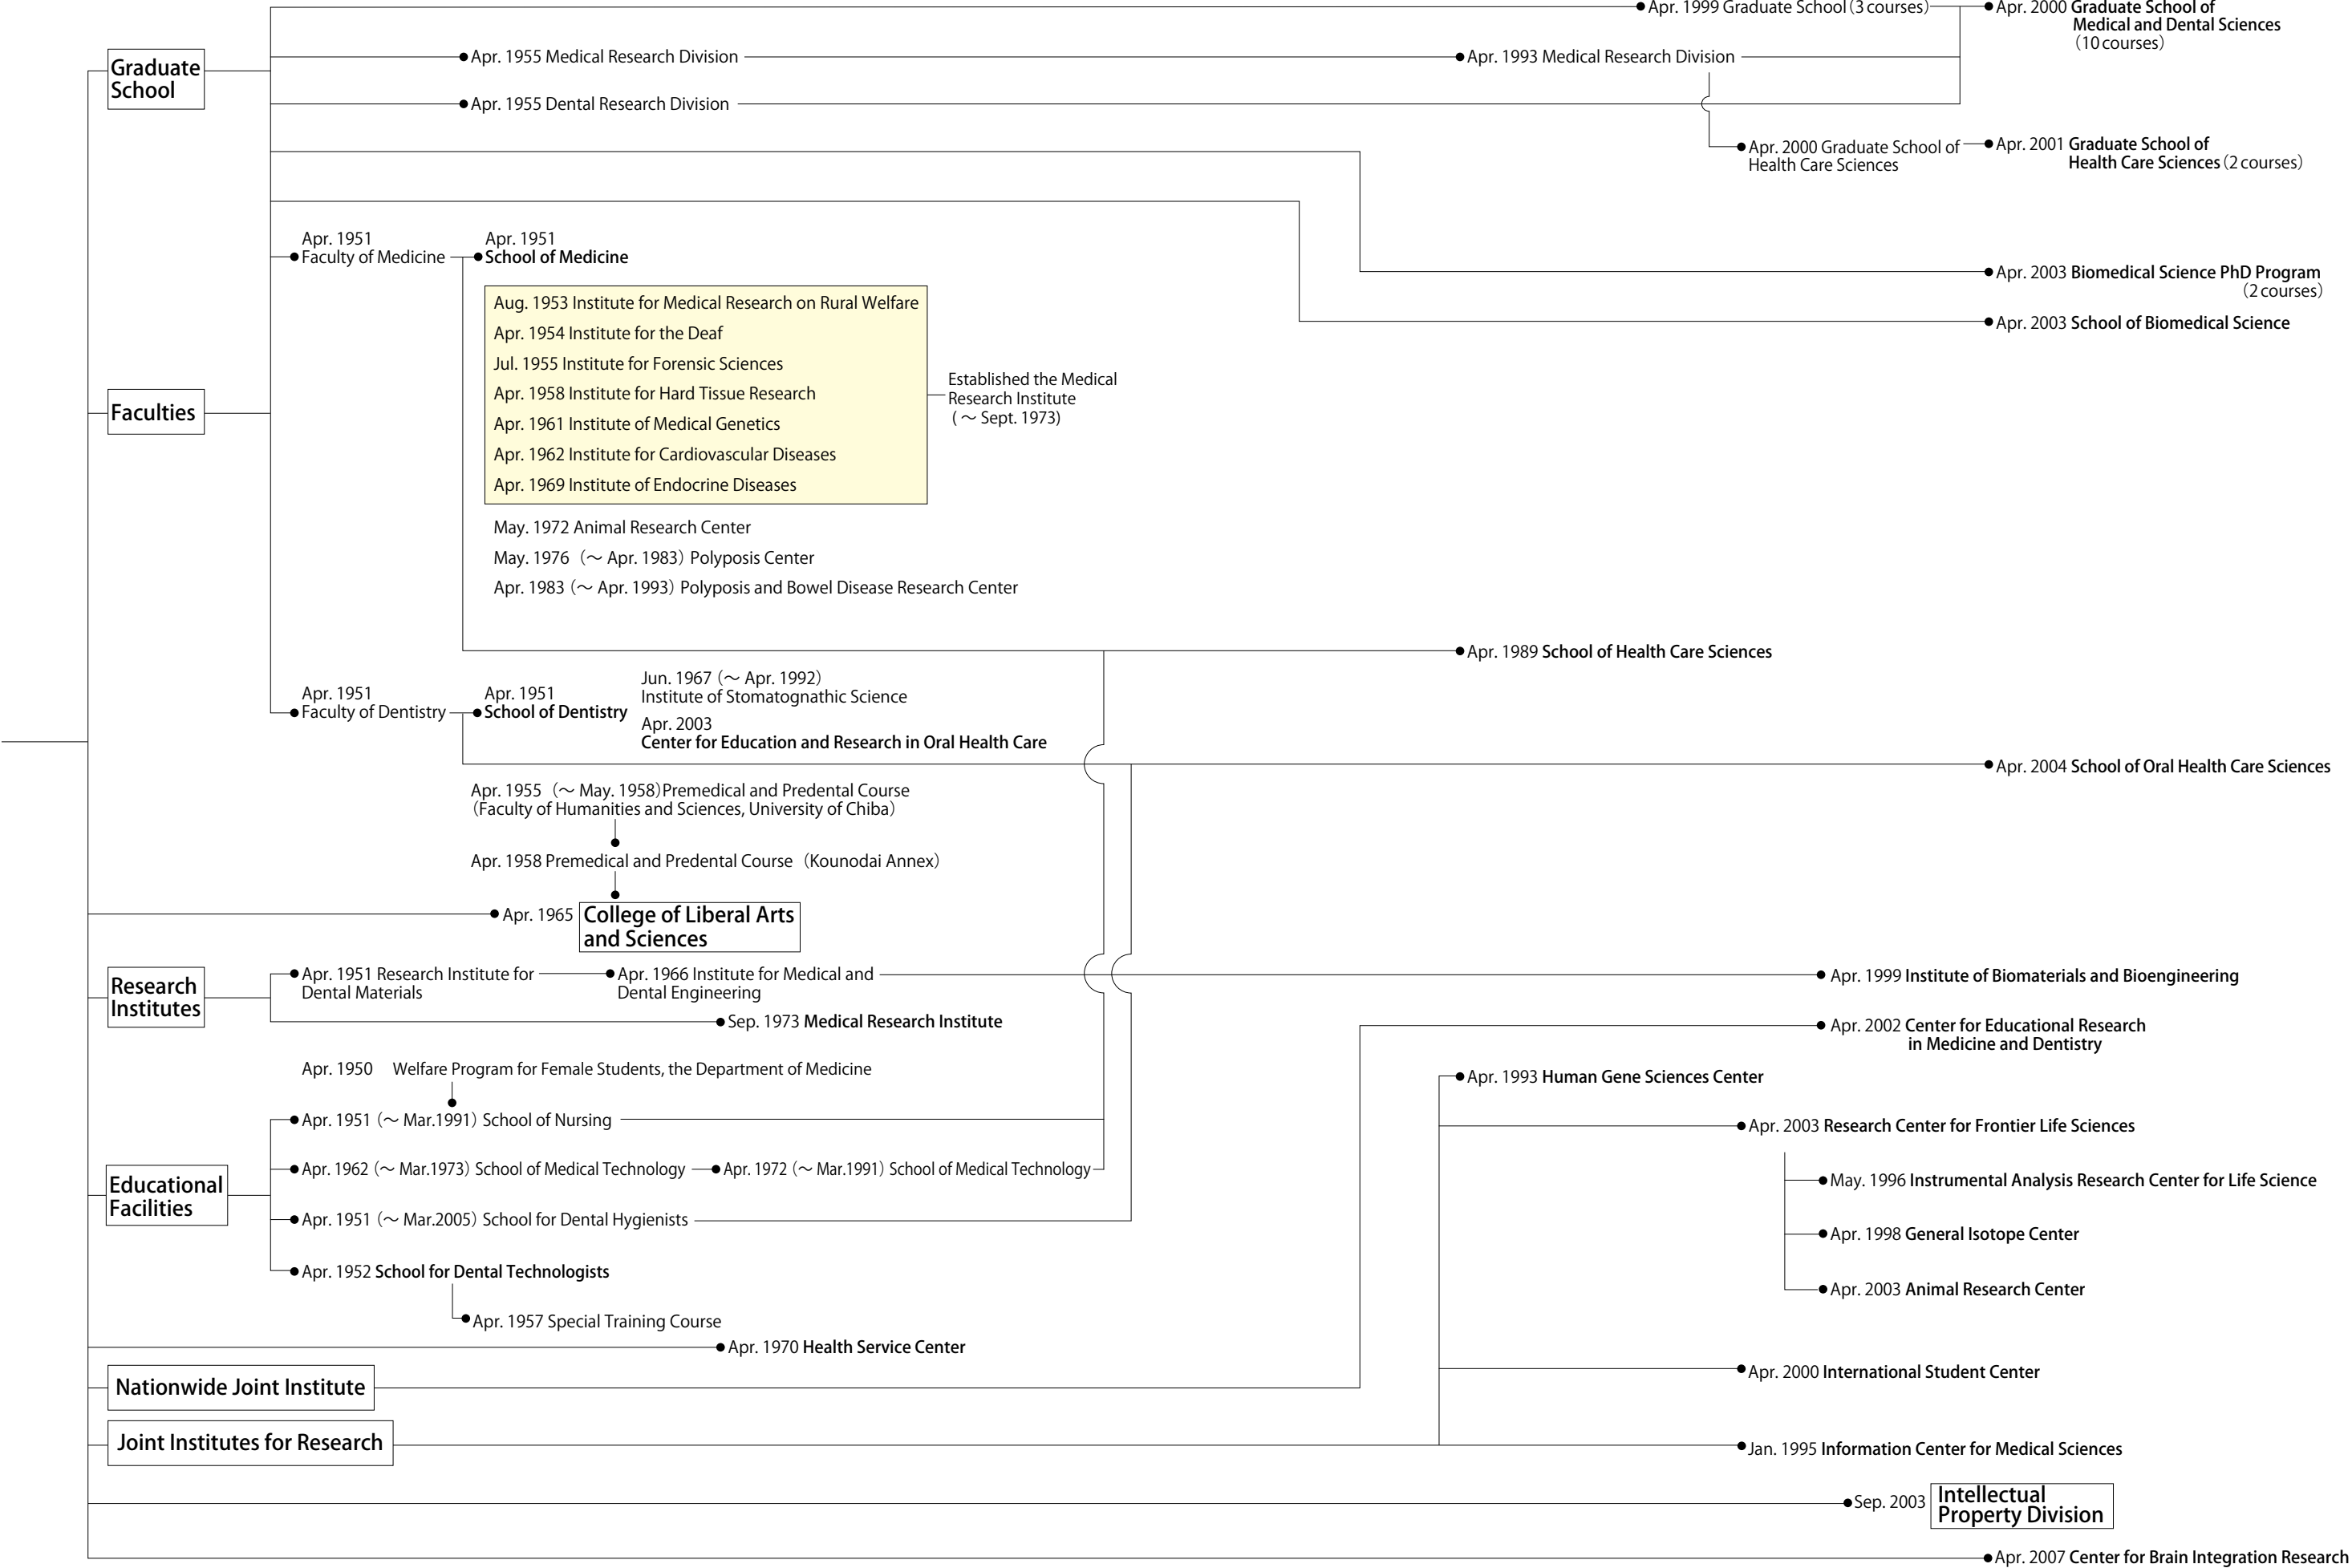 Apr. 1999 Graduate School（3 courses）
Apr. 2000 Graduate School of
Medical and Dental Sciences
（10 courses）
Graduate
School
Apr. 1955 Medical Research Division
Apr. 1993 Medical Research Division
Apr. 1955 Dental Research Division
Apr. 2000 Graduate School of
Health Care Sciences
Apr. 2001 Graduate School of
Health Care Sciences（2 courses）
Apr. 1951
Faculty of Medicine
Apr. 1951
School of Medicine
Apr. 2003 Biomedical Science PhD Program
（2 courses）
Apr. 2003 School of Biomedical Science
Aug. 1953 Institute for Medical Research on Rural Welfare
Apr. 1954 Institute for the Deaf
Jul. 1955 Institute for Forensic Sciences
Apr. 1958 Institute for Hard Tissue Research
Apr. 1961 Institute of Medical Genetics
Apr. 1962 Institute for Cardiovascular Diseases
Apr. 1969 Institute of Endocrine Diseases
Established the Medical
Research Institute
( ～ Sept. 1973)
Faculties
May. 1972 Animal Research Center
May. 1976 （～ Apr. 1983）Polyposis Center
Apr. 1983（～ Apr. 1993）Polyposis and Bowel Disease Research Center
Apr. 1989 School of Health Care Sciences
Apr. 1951
Faculty of Dentistry
Apr. 1951
School of Dentistry
Jun. 1967（～ Apr. 1992）
Institute of Stomatognathic Science
Apr. 2003
Center for Education and Research in Oral Health Care
Apr. 2004 School of Oral Health Care Sciences
Apr. 1955 （～ May. 1958）Premedical and Predental Course
（Faculty of Humanities and Sciences, University of Chiba）
Apr. 1958 Premedical and Predental Course（Kounodai Annex）
Apr. 1965
College of Liberal Arts
and Sciences
Research
Institutes
Apr. 1951 Research Institute for
Dental Materials
Apr. 1966 Institute for Medical and
Dental Engineering
Apr. 1999 Institute of Biomaterials and Bioengineering
Sep. 1973 Medical Research Institute
Apr. 2002 Center for Educational Research
in Medicine and Dentistry
Apr. 1950 Welfare Program for Female Students, the Department of Medicine
Apr. 1993 Human Gene Sciences Center
Apr. 1951（～ Mar.1991）School of Nursing
Apr. 2003 Research Center for Frontier Life Sciences
Apr. 1962（～ Mar.1973）School of Medical Technology
Apr. 1972（～ Mar.1991）School of Medical Technology
May. 1996 Instrumental Analysis Research Center for Life Science
Educational
Facilities
Apr. 1951（～ Mar.2005）School for Dental Hygienists
Apr. 1998 General Isotope Center
Apr. 1952 School for Dental Technologists
Apr. 2003 Animal Research Center
Apr. 1957 Special Training Course
Apr. 1970 Health Service Center
Apr. 2000 International Student Center
Nationwide Joint Institute
Joint Institutes for Research
Jan. 1995 Information Center for Medical Sciences
Sep. 2003
Intellectual
Property Division
Apr. 2007 Center for Brain Integration Research